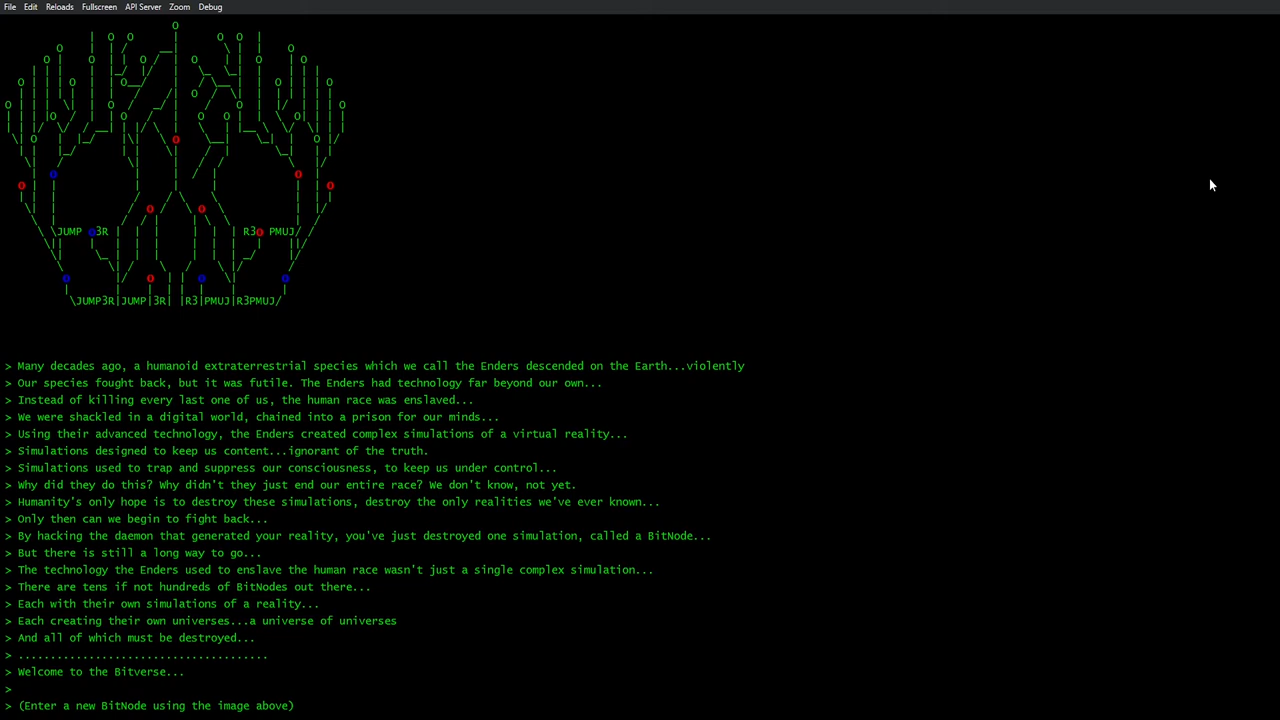 File Edit Reloads Fullscreen API Server Zoom Debug
\JUMP O3R R3O PMUJ/
\JUMP3R|JUMP|3R| |R3|PMUJ|R3PMUJ/
> Many decades ago, a humanoid extraterrestrial species which we call the Enders descended on the Earth...violently
> Our species fought back, but it was futile. The Enders had technology far beyond our own...
> Instead of killing every last one of us, the human race was enslaved...
> We were shackled in a digital world, chained into a prison for our minds...
> Using their advanced technology, the Enders created complex simulations of a virtual reality...
> Simulations designed to keep us content...ignorant of the truth.
> Simulations used to trap and suppress our consciousness, to keep us under control...
> Why did they do this? Why didn't they just end our entire race? We don't know, not yet.
> Humanity's only hope is to destroy these simulations, destroy the only realities we've ever known...
> Only then can we begin to fight back...
> By hacking the daemon that generated your reality, you've just destroyed one simulation, called a BitNode...
> But there is still a long way to go...
> The technology the Enders used to enslave the human race wasn't just a single complex simulation...
> There are tens if not hundreds of BitNodes out there...
> Each with their own simulations of a reality...
> Each creating their own universes...a universe of universes
> And all of which must be destroyed...
> .......................................
> Welcome to the Bitverse...
>
> (Enter a new BitNode using the image above)